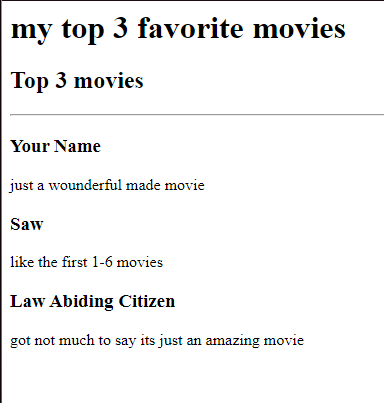 my top 3 favorite movies
Top 3 movies
Your Name
just a wounderful made movie
Saw
like the first 1-6 movies
Law Abiding Citizen
got not much to say its just an amazing movie